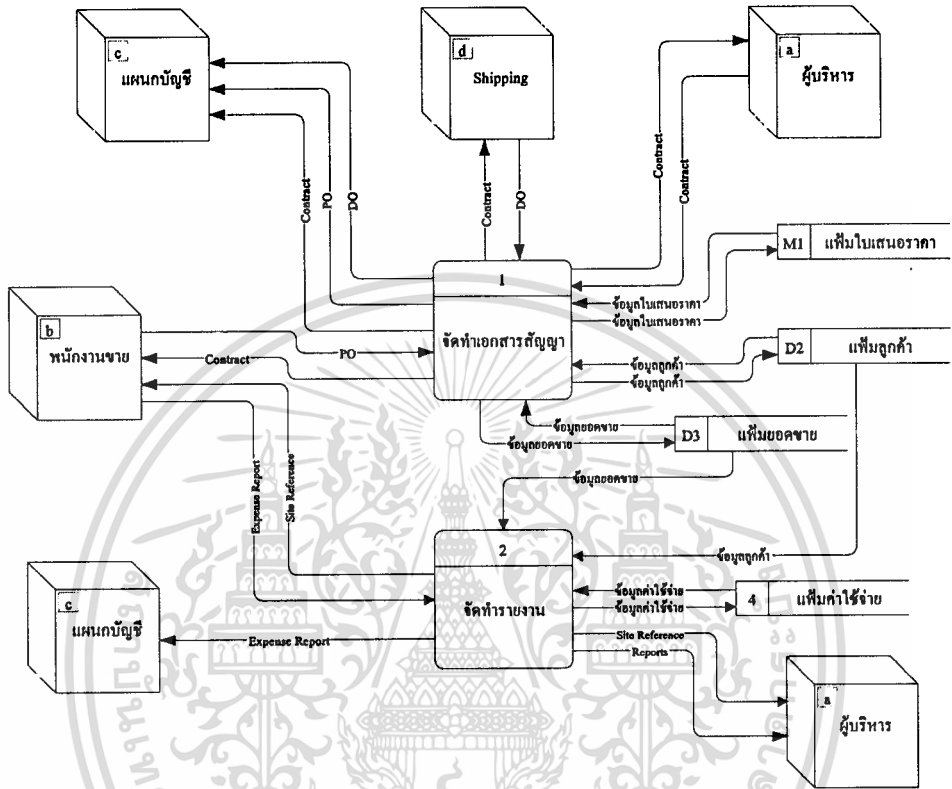 c
แผนกบัญชี
d
Shipping
a
ผู้บริหาร
Contract
PO
DO
Contract
DO
Contract
Contract
M1 แฟ้มใบเสนอราคา
1
จัดทำเอกสารสัญญา
ข้อมูลใบเสนอราคา
ข้อมูลใบเสนอราคา
b
พนักงานขาย
PO
Contract
D2 แฟ้มลูกค้า
ข้อมูลลูกค้า
ข้อมูลลูกค้า
ข้อมูลยอดขาย
ข้อมูลยอดขาย
D3 แฟ้มยอดขาย
Expense Report
Site Reference
ข้อมูลยอดขาย
2
จัดทำรายงาน
ข้อมูลลูกค้า
ข้อมูลค่าใช้จ่าย
ข้อมูลค่าใช้จ่าย
4 แฟ้มค่าใช้จ่าย
c
แผนกบัญชี
Expense Report
Site Reference
Reports
a
ผู้บริหาร